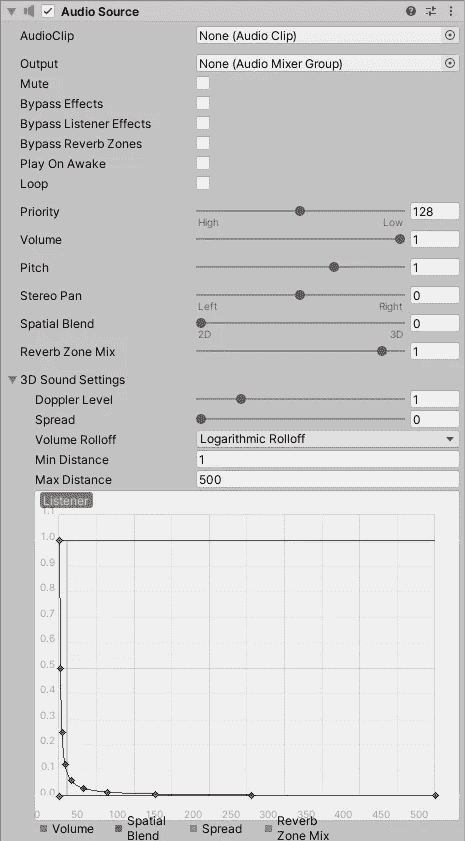 Audio Source
AudioClip None (Audio Clip)
Output None (Audio Mixer Group)
Mute
Bypass Effects
Bypass Listener Effects
Bypass Reverb Zones
Play On Awake
Loop
Priority 128
High Low
Volume 1
Pitch 1
Stereo Pan 0
Left Right
Spatial Blend 0
2D 3D
Reverb Zone Mix 1
3D Sound Settings
Doppler Level 1
Spread 0
Volume Rolloff Logarithmic Rolloff
Min Distance 1
Max Distance 500
Listener
1.1
1.0
0.9
0.8
0.7
0.6
0.5
0.4
0.3
0.2
0.1
0.0
0 50 100 150 200 250 300 350 400 450 500
Volume Spatial Spread Reverb
Blend Zone Mix